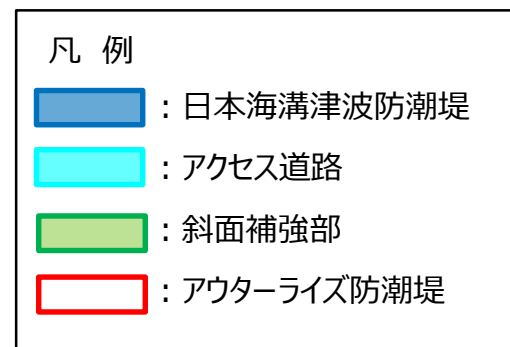 凡 例
：日本海溝津波防潮堤
：アクセス道路
：斜面補強部
：アウターライズ防潮堤